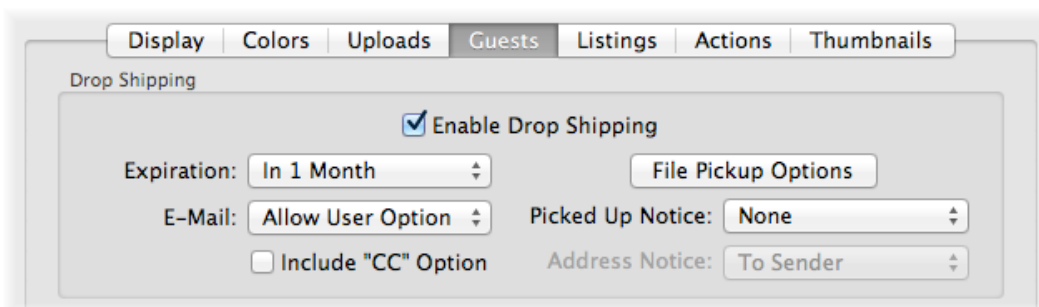 Display Colors Uploads Guests Listings Actions Thumbnails
Drop Shipping
Enable Drop Shipping
Expiration: In 1 Month File Pickup Options
E-Mail: Allow User Option Picked Up Notice: None
Include "CC" Option Address Notice: To Sender